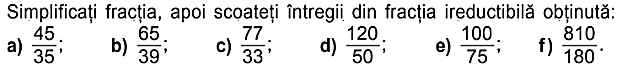 Simplificați fracția, apoi scoateți întregii din fracția ireductibilă obținută:
a) 45/35; b) 65/39; c) 77/33; d) 120/50; e) 100/75; f) 810/180.